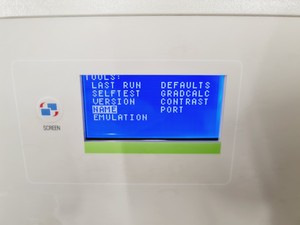 TOOLS:
LAST RUN DEFAULTS
SELFTEST GRADCALC
VERSION CONTRAST
NAME PORT
EMULATION
SCREEN